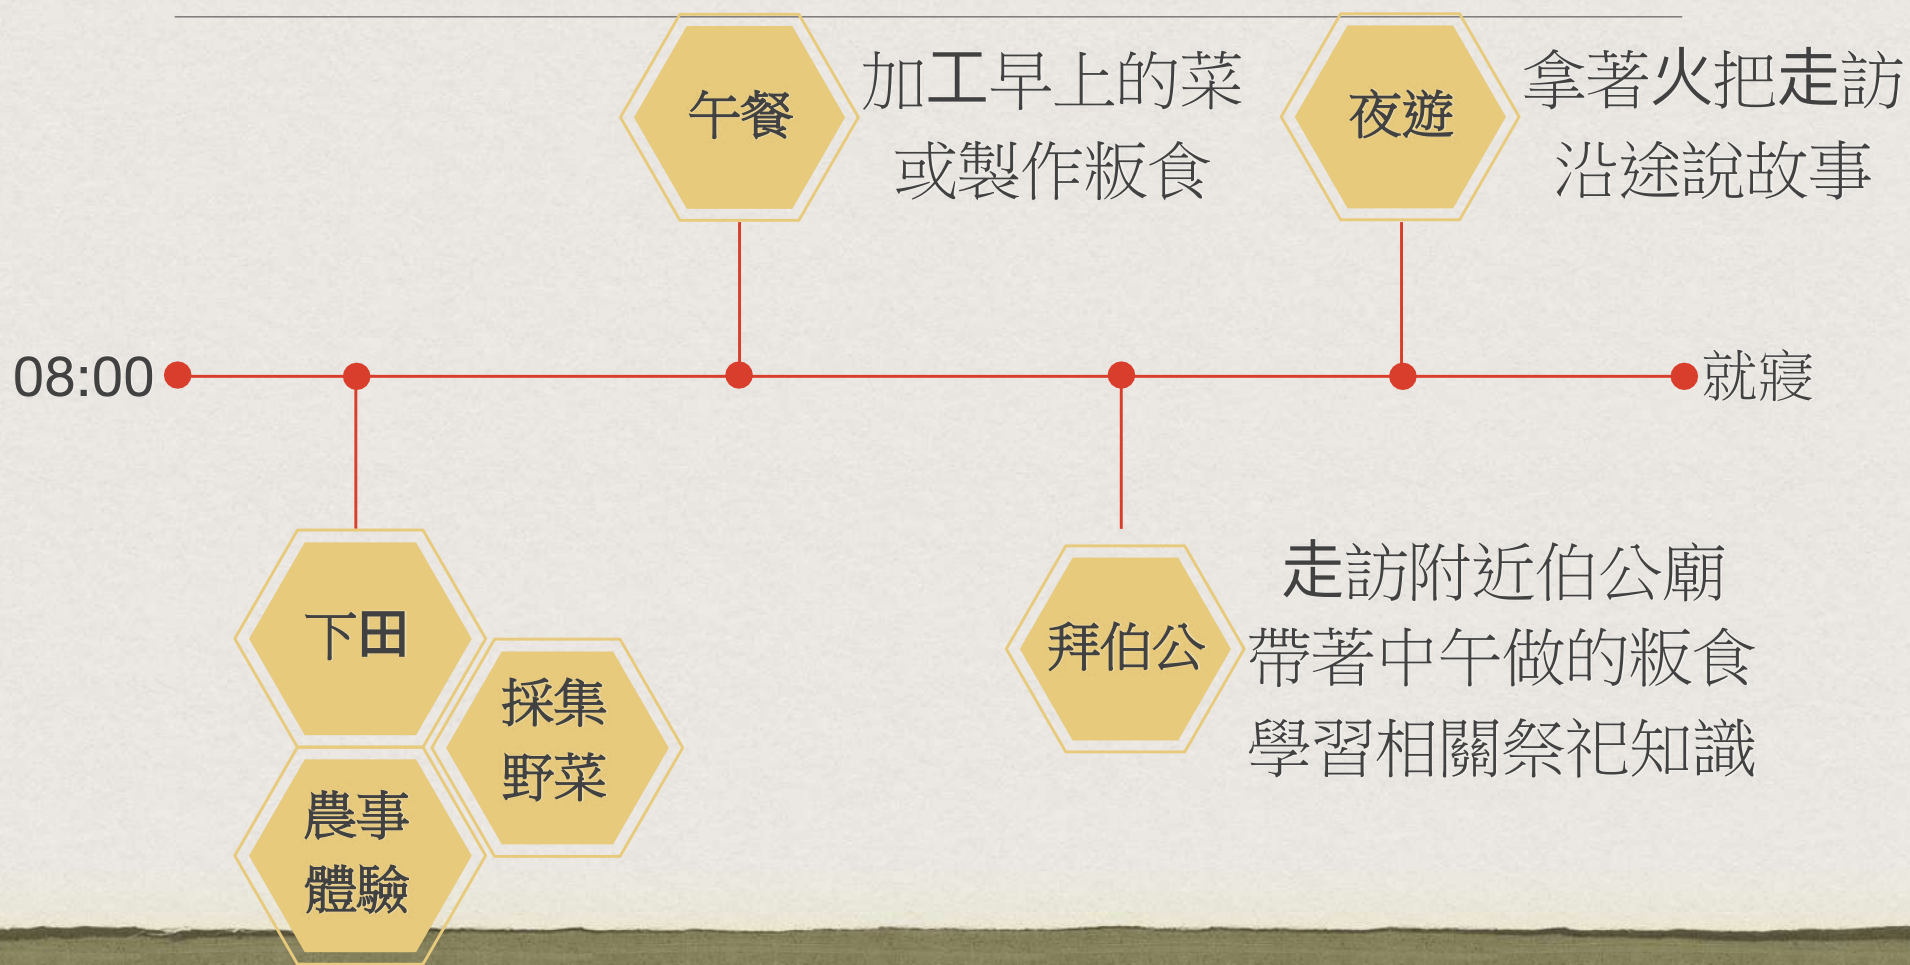 午餐
加工早上的菜
或製作粄食
夜遊
拿著火把走訪
沿途說故事
08:00
就寢
下田
採集
野菜
農事
體驗
拜伯公
走訪附近伯公廟
帶著中午做的粄食
學習相關祭祀知識